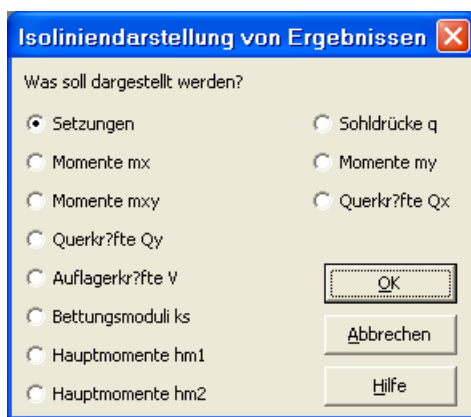 Isoliniendarstellung von Ergebnissen
Was soll dargestellt werden?
Setzungen
Sohldrücke q
Momente mx
Momente my
Momente mxy
Querkr?fte Qx
Querkr?fte Qy
Auflagerkr?fte V
OK
Bettungsmoduli ks
Abbrechen
Hauptmomente hm1
Hilfe
Hauptmomente hm2